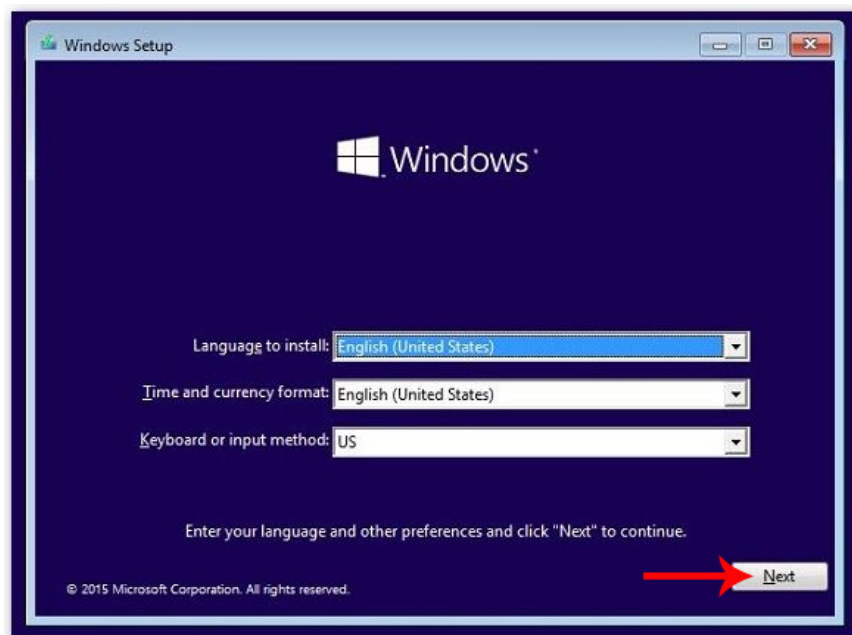 Windows Setup
Windows
Language to install: English (United States)
Time and currency format: English (United States)
Keyboard or input method: US
Enter your language and other preferences and click "Next" to continue.
Next
© 2015 Microsoft Corporation. All rights reserved.